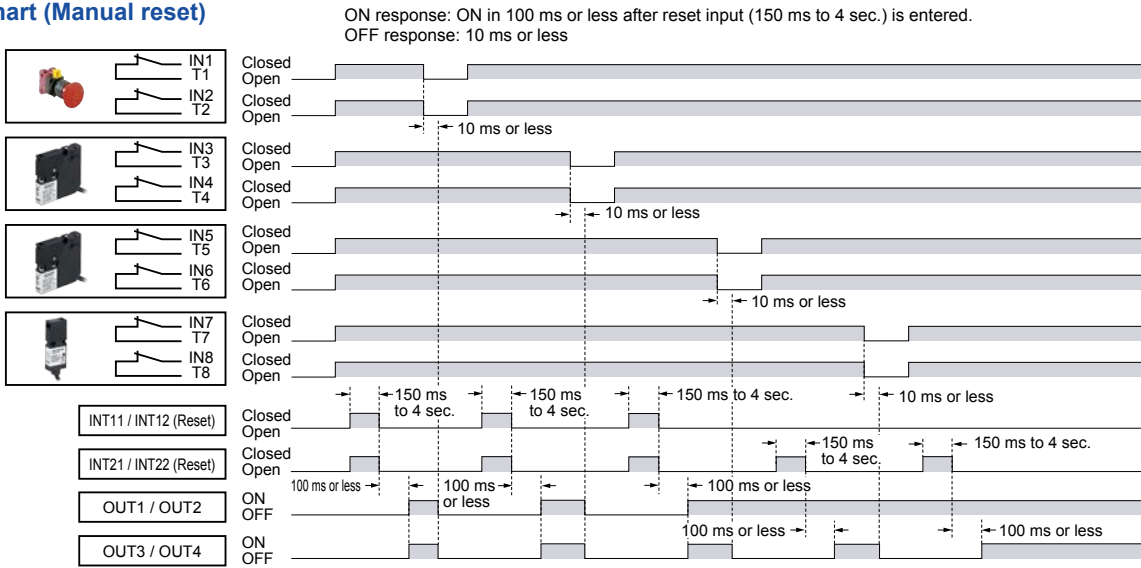 hart (Manual reset)
ON response: ON in 100 ms or less after reset input (150 ms to 4 sec.) is entered.
OFF response: 10 ms or less
IN1
T1
Closed
Open
IN2
T2
Closed
Open
10 ms or less
IN3
T3
Closed
Open
IN4
T4
Closed
Open
10 ms or less
IN5
T5
Closed
Open
IN6
T6
Closed
Open
10 ms or less
IN7
T7
Closed
Open
IN8
T8
Closed
Open
10 ms or less
INT11 / INT12 (Reset)
Closed
Open
150 ms
to 4 sec.
150 ms
to 4 sec.
150 ms to 4 sec.
INT21 / INT22 (Reset)
Closed
Open
150 ms
to 4 sec.
150 ms to 4 sec.
100 ms or less
100 ms
or less
100 ms or less
OUT1 / OUT2
ON
OFF
100 ms or less
100 ms or less
OUT3 / OUT4
ON
OFF